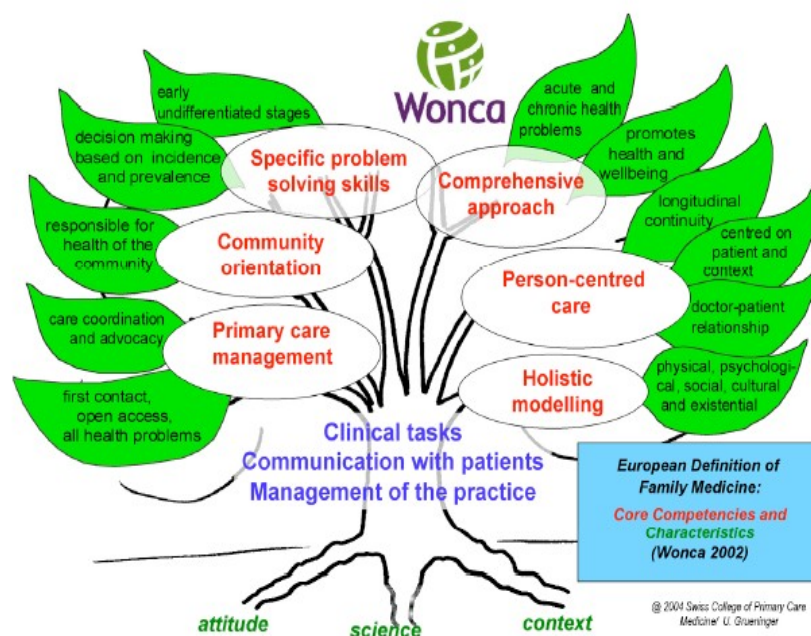 Wonca
early
undifferentiated stages
decision making
based on incidence
and prevalence
responsible for
health of the
community
care coordination
and advocacy
first contact,
open access,
all health problems
Specific problem
solving skills
Community
orientation
Primary care
management
Comprehensive
approach
Person-centred
care
Holistic
modelling
acute and
chronic health
problems
promotes
health and
wellbeing
longitudinal
continuity
centred on
patient and
context
doctor-patient
relationship
physical, psychologi-
cal, social, cultural
and existential
Clinical tasks
Communication with patients
Management of the practice
European Definition of
Family Medicine:
Core Competencies and
Characteristics
(Wonca 2002)
attitude
science
context
@ 2004 Swiss College of Primary Care
Medicine/ U. Grueninger